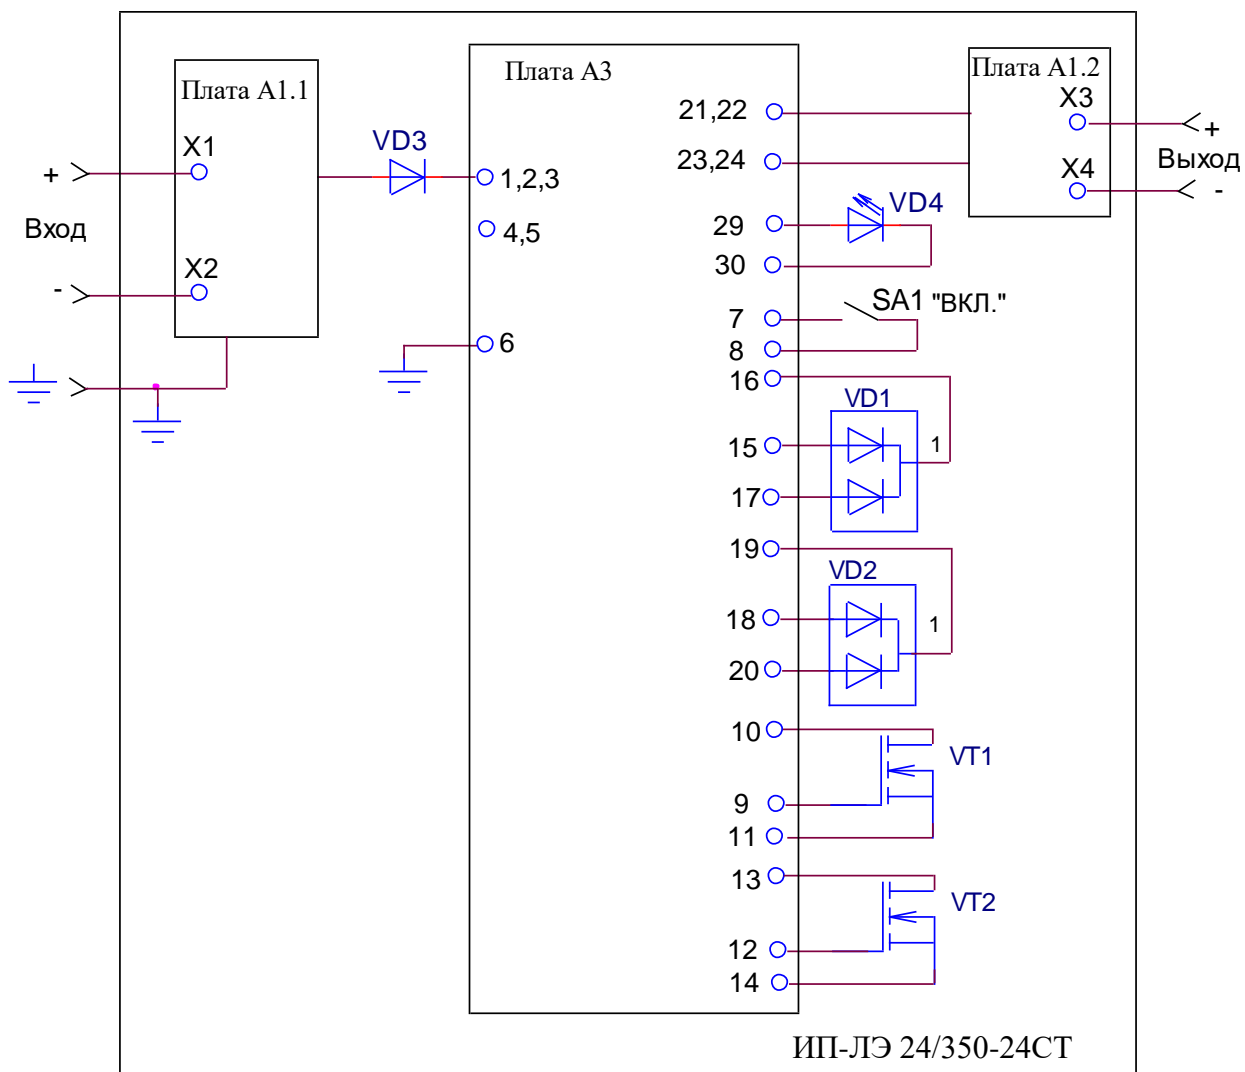 Плата А1.1
Плата А3
Плата А1.2
X1
X2
+
Вход
-
VD3
1,2,3
4,5
6
21,22
23,24
X3
X4
+
Выход
-
29
VD4
30
7
SA1 "ВКЛ."
8
16
VD1
15
1
17
19
VD2
18
1
20
10
VT1
9
11
13
VT2
12
14
ИП-ЛЭ 24/350-24СТ